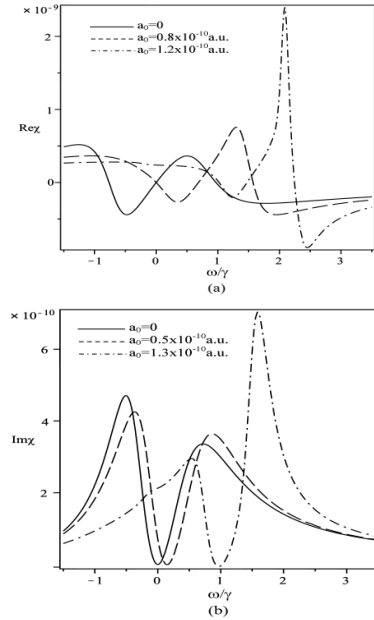 × 10⁻⁹
a₀=0
a₀=0.8x10⁻¹⁰a.u.
a₀=1.2x10⁻¹⁰a.u.
2
1
Reχ
0
−1
0
1
2
3
ω/γ
(a)
× 10⁻¹⁰
a₀=0
a₀=0.5x10⁻¹⁰a.u.
a₀=1.3x10⁻¹⁰a.u.
6
4
Imχ
2
−1
0
1
2
3
ω/γ
(b)